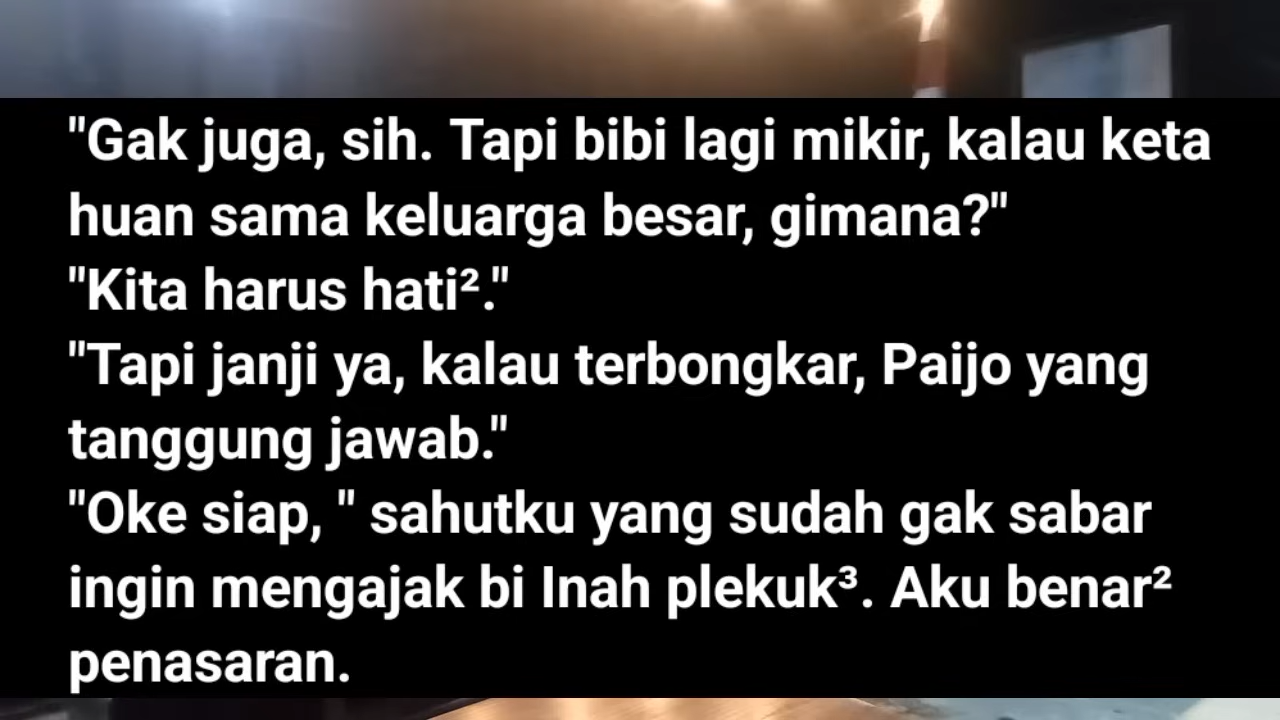 "Gak juga, sih. Tapi bibi lagi mikir, kalau keta
huan sama keluarga besar, gimana?"
"Kita harus hati²."
"Tapi janji ya, kalau terbongkar, Paijo yang
tanggung jawab."
"Oke siap, " sahutku yang sudah gak sabar
ingin mengajak bi Inah plekuk³. Aku benar²
penasaran.